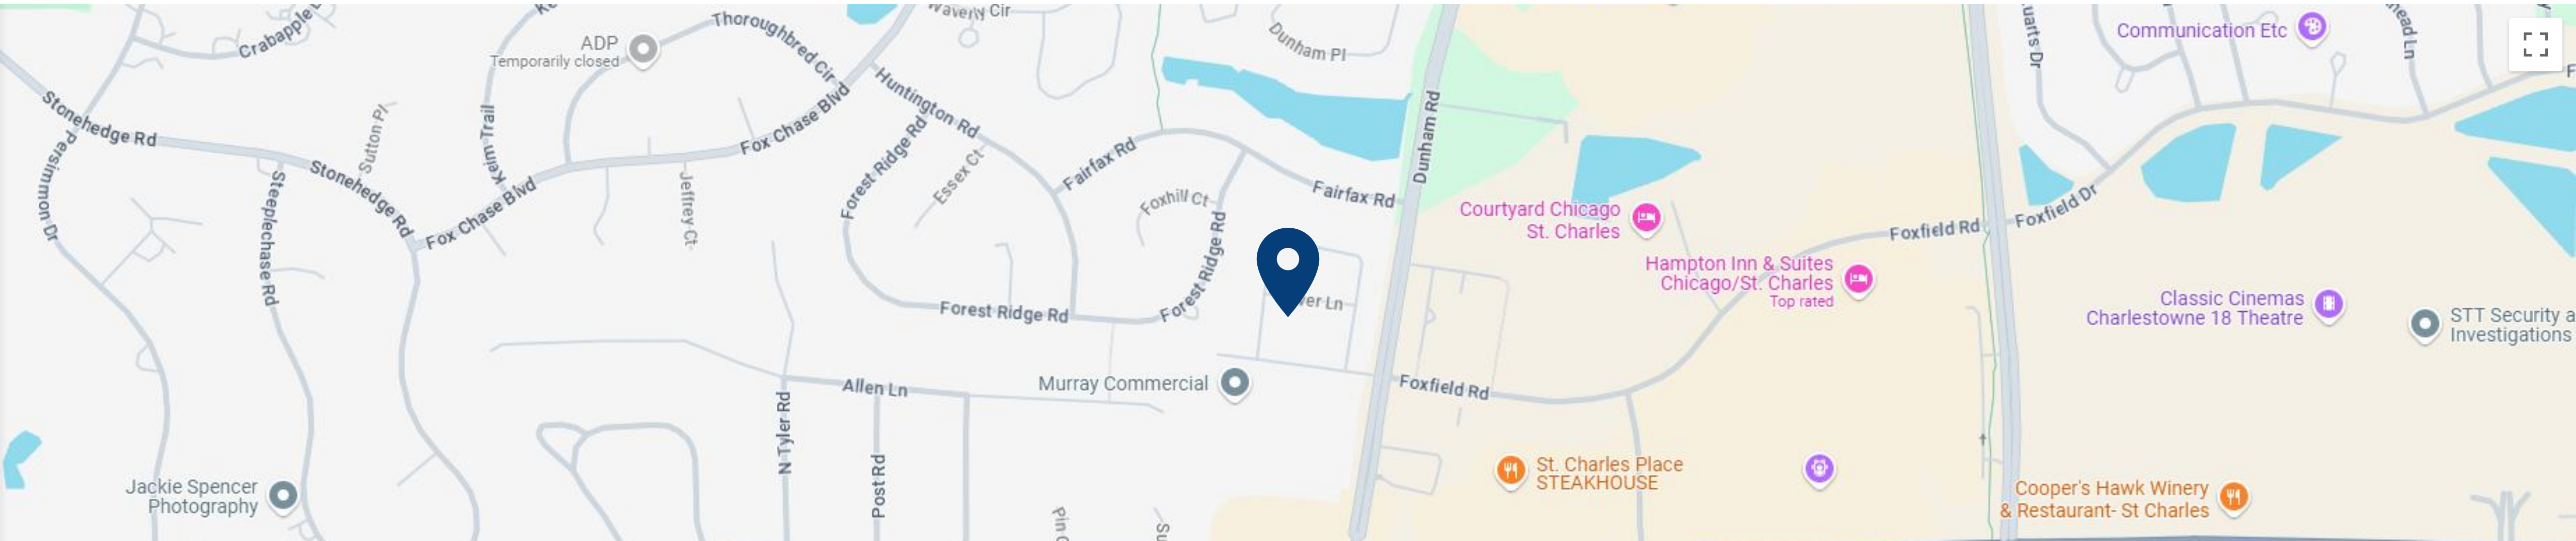 Crabapple
ADP
Temporarily closed
Thoroughbred Cir
Waverly Cir
Dunham Pl
Communication Etc
Stonehedge Rd
Persimmon Dr
Sutton Pl
Keim Trail
Fox Chase Blvd
Huntington Rd
Forest Ridge Rd
Essex Ct
Fairfax Rd
Dunham Rd
Stonehedge Rd
Steeplechase Rd
Fox Chase Blvd
Jeffrey Ct
Foxhill Ct
Fairfax Rd
Courtyard Chicago
St. Charles
Foxfield Rd
Foxfield Dr
Forest Ridge Rd
Forest Ridge Rd
ver Ln
Hampton Inn & Suites
Chicago/St. Charles
Top rated
Classic Cinemas
Charlestowne 18 Theatre
STT Security a
Investigations
Murray Commercial
Allen Ln
N Tyler Rd
Foxfield Rd
Post Rd
St. Charles Place
STEAKHOUSE
Jackie Spencer
Photography
Pin
Cooper's Hawk Winery
& Restaurant- St Charles